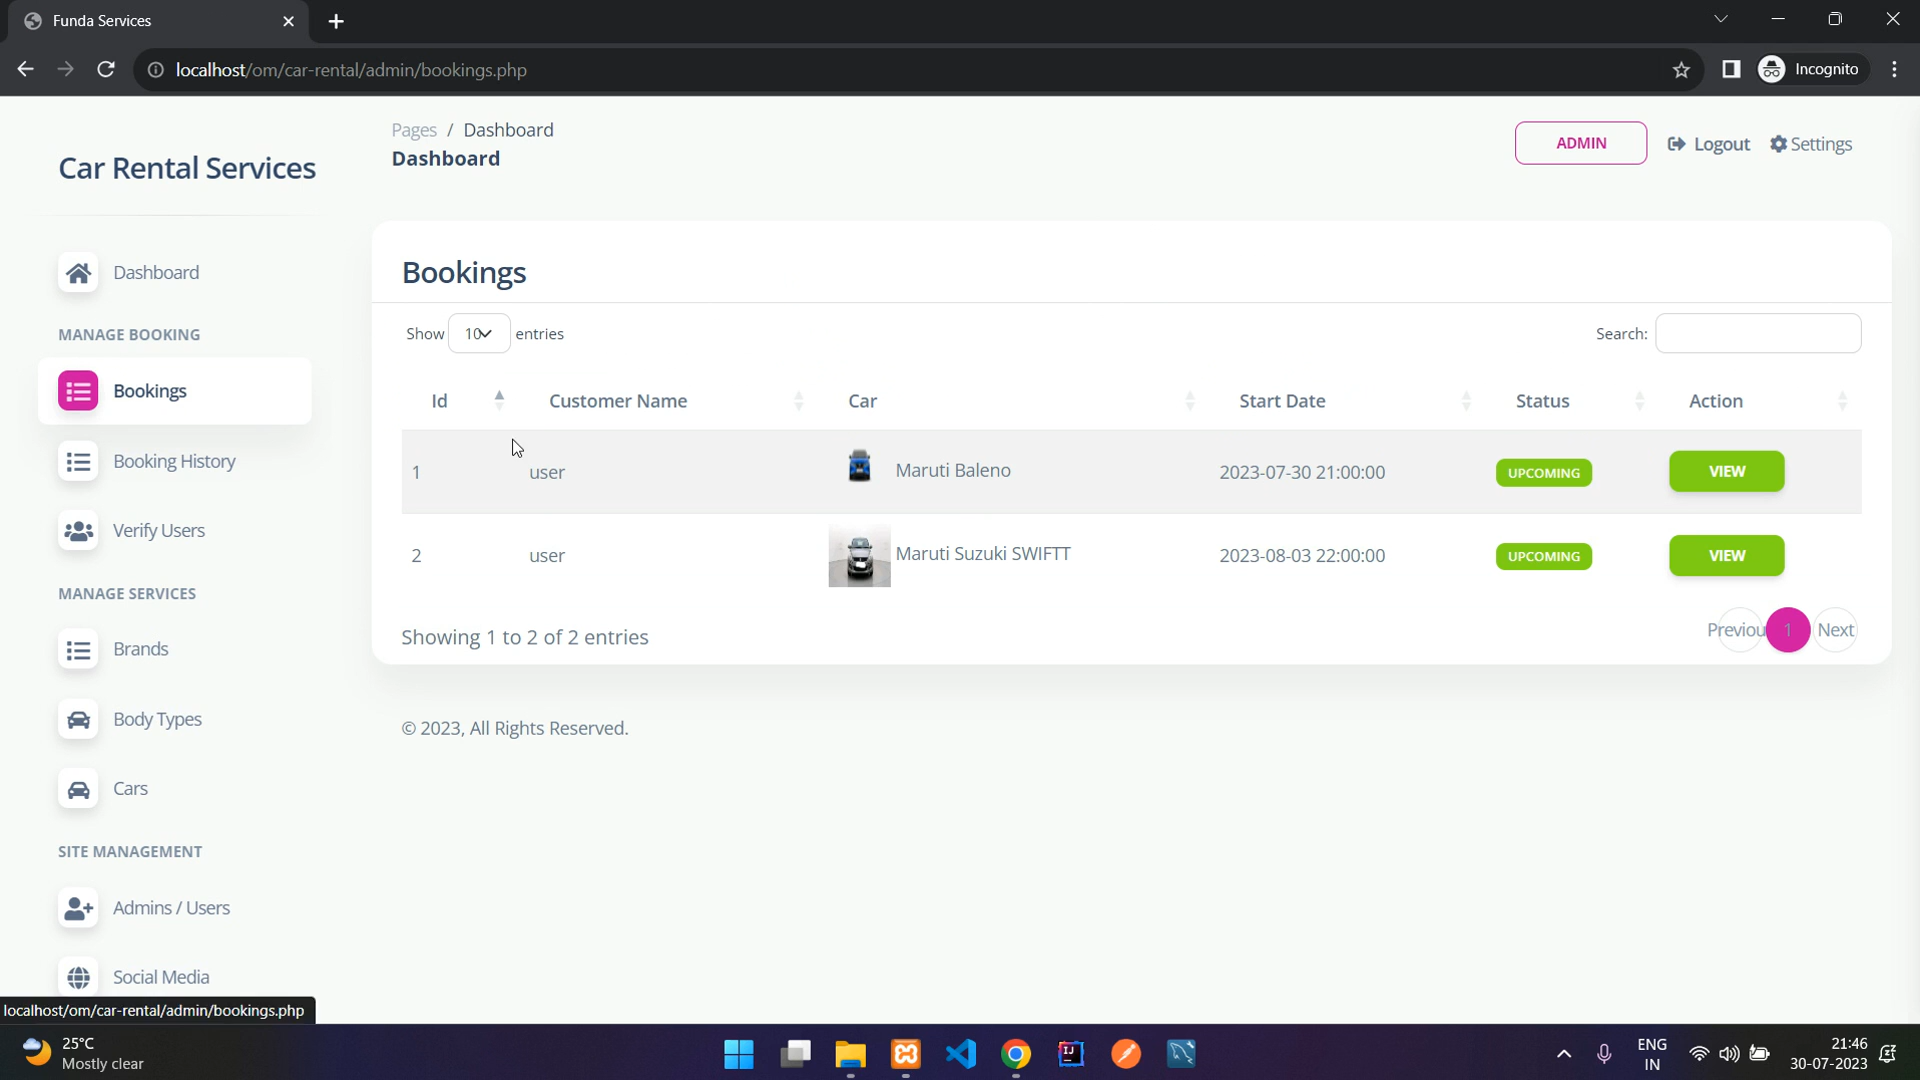 Funda Services
localhost/om/car-rental/admin/bookings.php
Incognito
Car Rental Services
Pages / Dashboard
Dashboard
ADMIN
Logout
Settings
Dashboard
MANAGE BOOKING
Bookings
Booking History
Verify Users
MANAGE SERVICES
Brands
Body Types
Cars
SITE MANAGEMENT
Admins / Users
Social Media
Bookings
Show 10 entries
Search:
Id Customer Name Car Start Date Status Action
1 user Maruti Baleno 2023-07-30 21:00:00 UPCOMING VIEW
2 user Maruti Suzuki SWIFTT 2023-08-03 22:00:00 UPCOMING VIEW
Showing 1 to 2 of 2 entries
Previou 1 Next
© 2023, All Rights Reserved.
localhost/om/car-rental/admin/bookings.php
25°C
Mostly clear
ENG
IN
21:46
30-07-2023